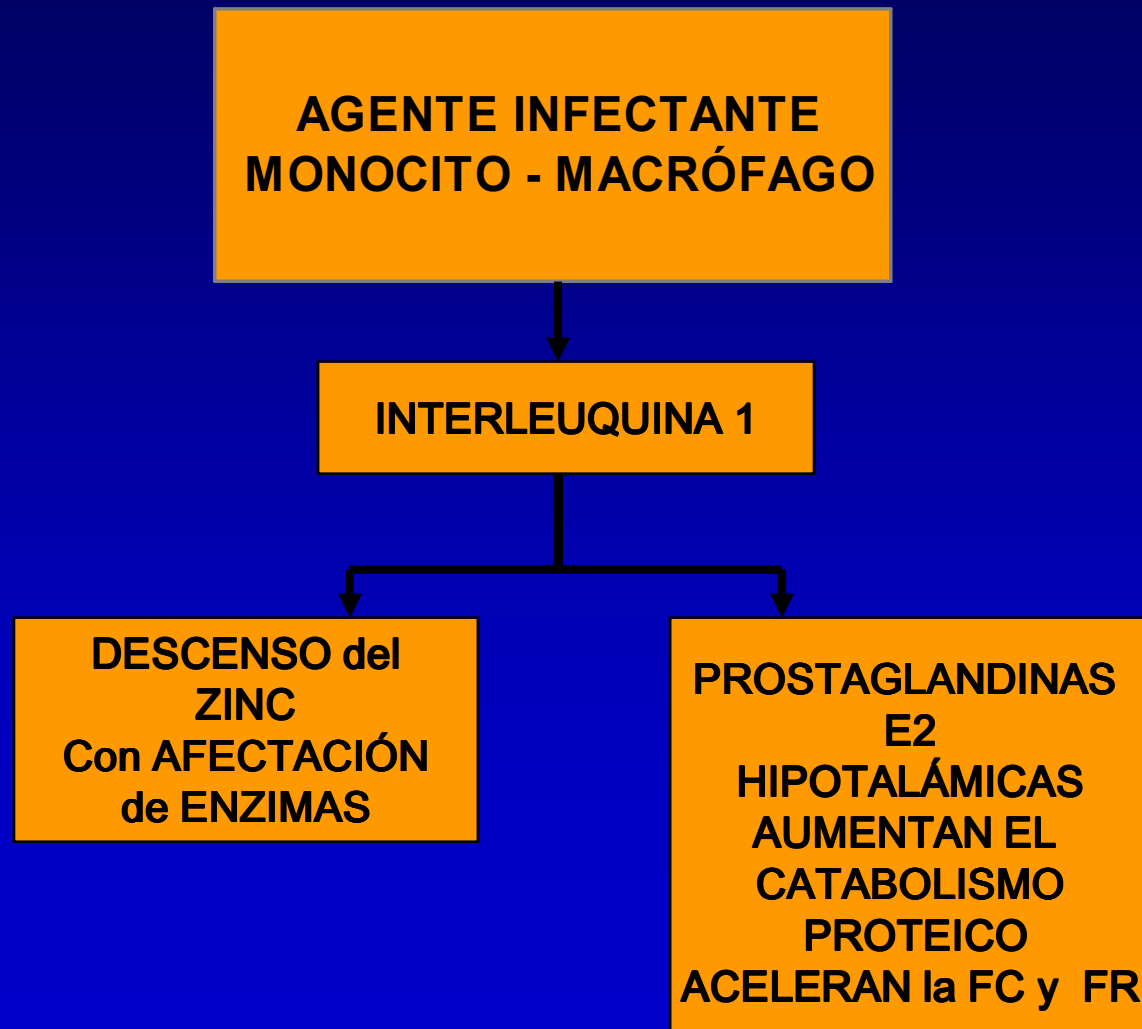 AGENTE INFECTANTE
MONOCITO - MACRÓFAGO
INTERLEUQUINA 1
DESCENSO del
ZINC
Con AFECTACIÓN
de ENZIMAS
PROSTAGLANDINAS
E2
HIPOTALÁMICAS
AUMENTAN EL
CATABOLISMO
PROTEICO
ACELERAN la FC y FR